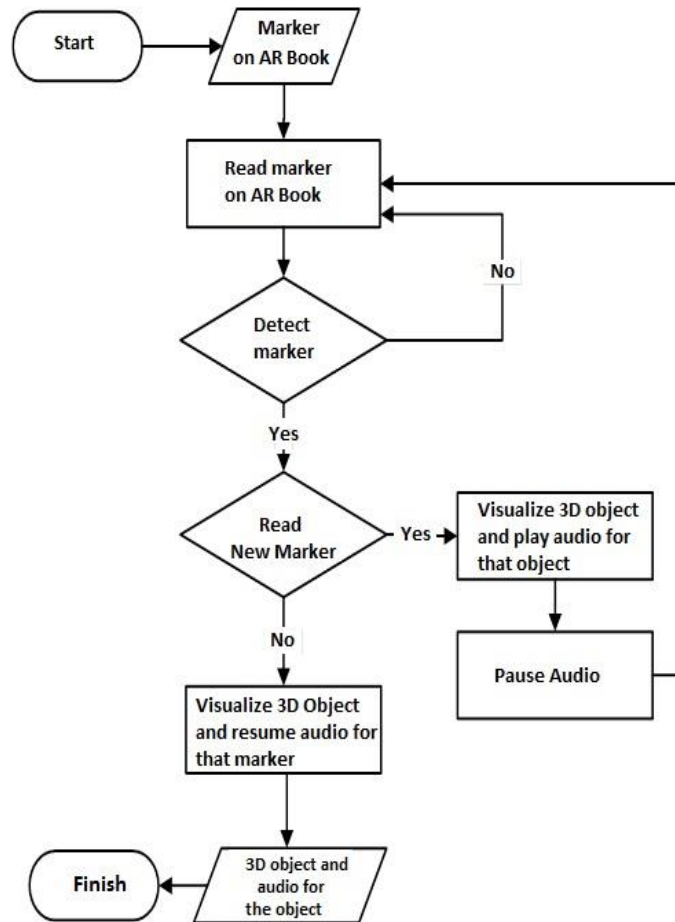 Start
Marker
on AR Book
Read marker
on AR Book
No
Detect
marker
Yes
Read
New Marker
Yes
Visualize 3D object
and play audio for
that object
No
Pause Audio
Visualize 3D Object
and resume audio for
that marker
Finish
3D object and
audio for
the object